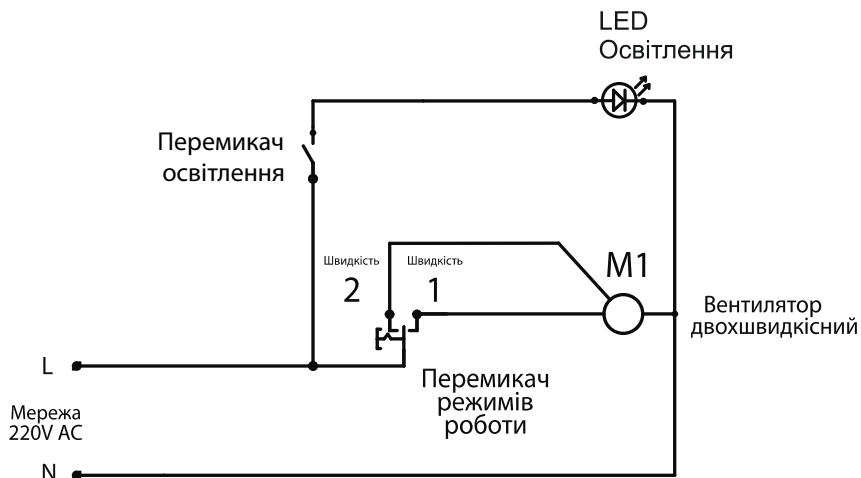 LED
Освітлення
Перемикач
освітлення
Швидкість
2
Швидкість
1
M1
Вентилятор
двохшвидкісний
L
Перемикач
режимів
роботи
Мережа
220V AC
N